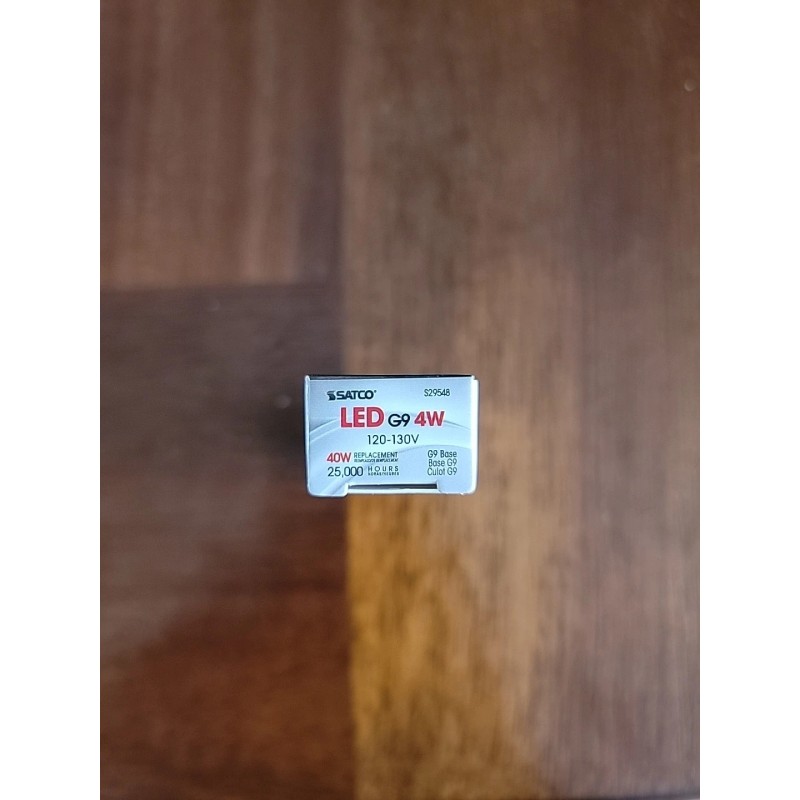 SATCO® S29548
LED G9 4W
120-130V
40W REPLACEMENT G9 Base
Base G9
25,000 HOURS Culot G9